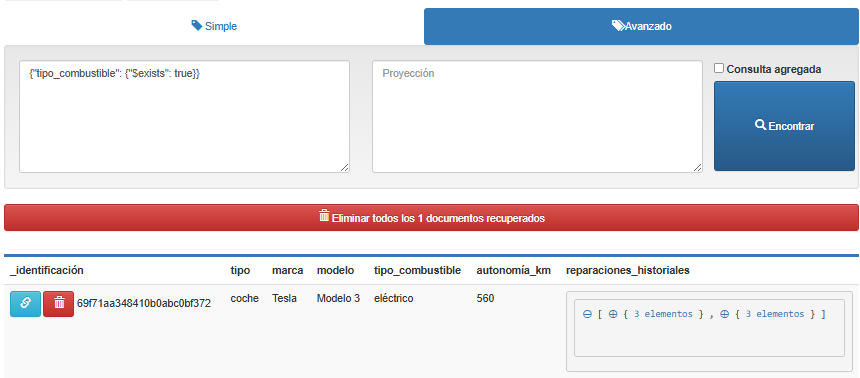 Simple
Avanzado
{"tipo_combustible": {"$exists": true}}
Proyección
Consulta agregada
Encontrar
Eliminar todos los 1 documentos recuperados
_identificación tipo marca modelo tipo_combustible autonomía_km reparaciones_historiales
69f71aa348410b0abc0bf372 coche Tesla Modelo 3 eléctrico 560
[ { 3 elementos } , { 3 elementos } ]